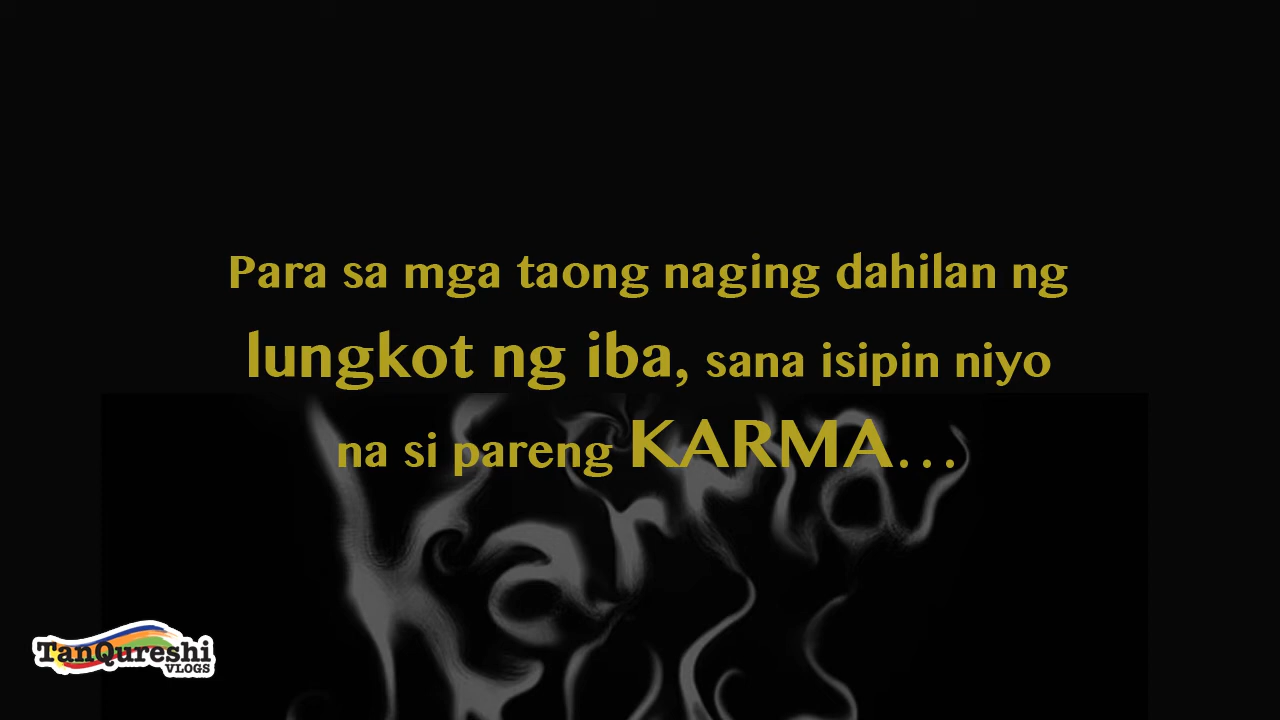 Para sa mga taong naging dahilan ng
lungkot ng iba, sana isipin niyo
na si pareng KARMA...
Karma
TanQureshi
VLOGS